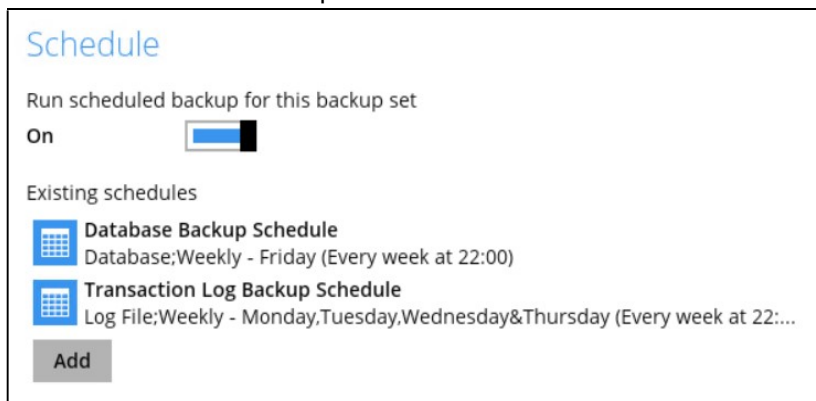 Schedule
Run scheduled backup for this backup set
On
Existing schedules
Database Backup Schedule
Database;Weekly - Friday (Every week at 22:00)
Transaction Log Backup Schedule
Log File;Weekly - Monday,Tuesday,Wednesday&Thursday (Every week at 22:...
Add